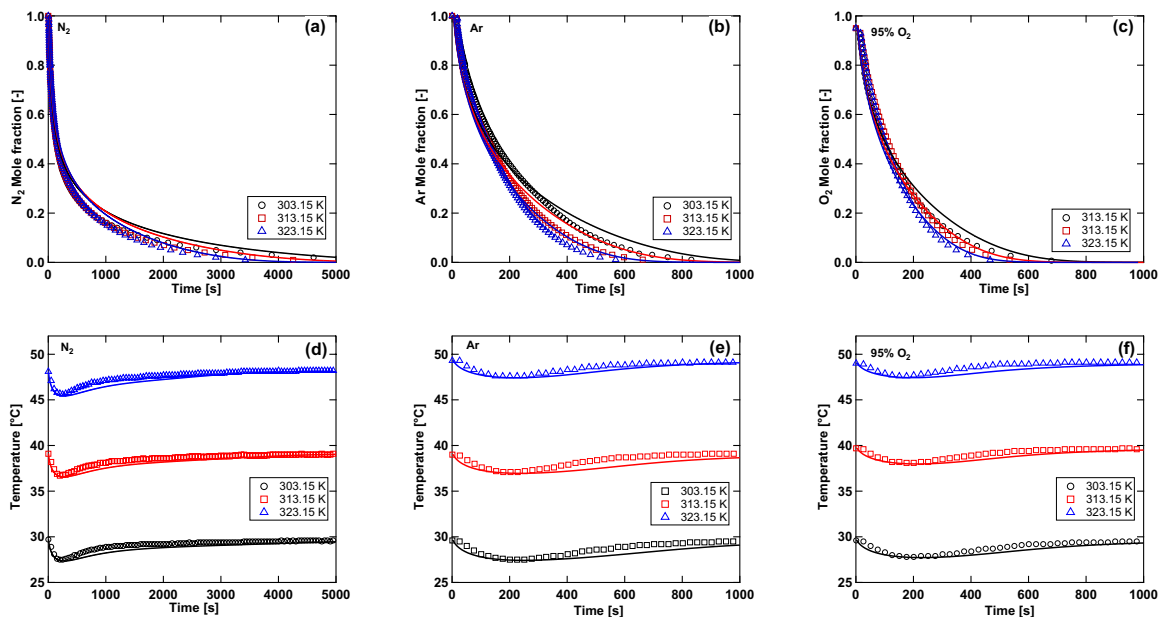 N2
(a)
1.0
0.8
0.6
0.4
0.2
0.0
N2 Mole fraction [-]
303.15 K
313.15 K
323.15 K
0 1000 2000 3000 4000 5000
Time [s]
Ar
(b)
1.0
0.8
0.6
0.4
0.2
0.0
Ar Mole fraction [-]
303.15 K
313.15 K
323.15 K
0 200 400 600 800 1000
Time [s]
95% O2
(c)
1.0
0.8
0.6
0.4
0.2
0.0
O2 Mole fraction [-]
313.15 K
313.15 K
323.15 K
0 200 400 600 800 1000
Time [s]
N2
(d)
50
45
40
35
30
25
Temperature [°C]
303.15 K
313.15 K
323.15 K
0 1000 2000 3000 4000 5000
Time [s]
Ar
(e)
50
45
40
35
30
25
Temperature [°C]
303.15 K
313.15 K
323.15 K
0 200 400 600 800 1000
Time [s]
95% O2
(f)
50
45
40
35
30
25
Temperature [°C]
303.15 K
313.15 K
323.15 K
0 200 400 600 800 1000
Time [s]